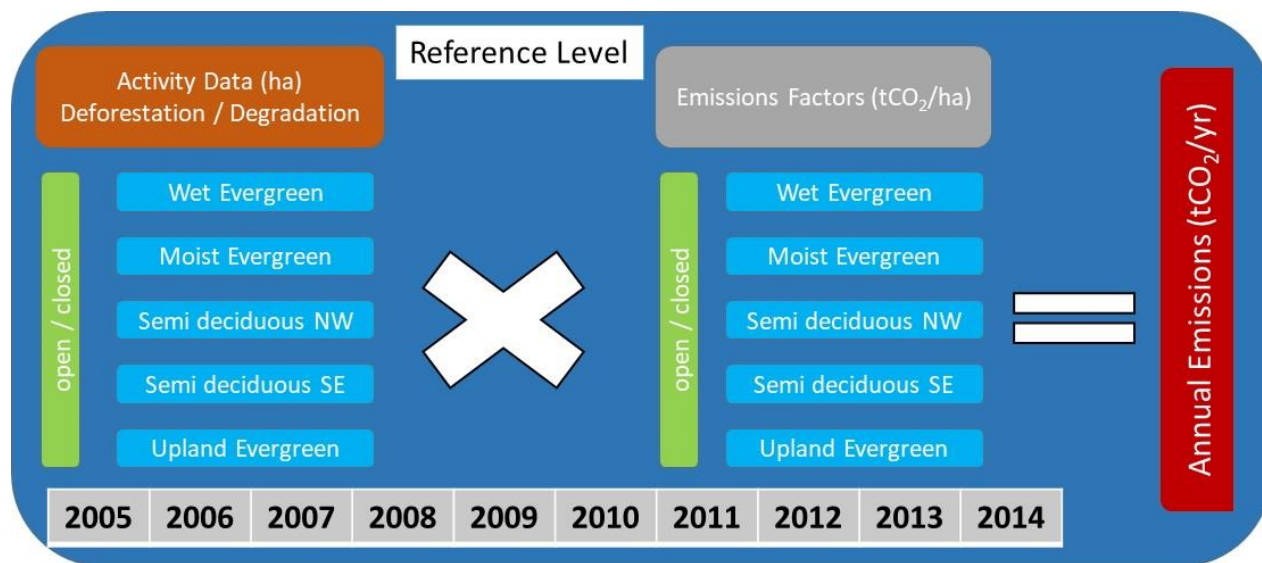 Reference Level
Activity Data (ha)
Deforestation / Degradation
Emissions Factors (tCO₂/ha)
open / closed
Wet Evergreen
Moist Evergreen
Semi deciduous NW
Semi deciduous SE
Upland Evergreen
open / closed
Wet Evergreen
Moist Evergreen
Semi deciduous NW
Semi deciduous SE
Upland Evergreen
Annual Emissions (tCO₂/yr)
2005 2006 2007 2008 2009 2010 2011 2012 2013 2014